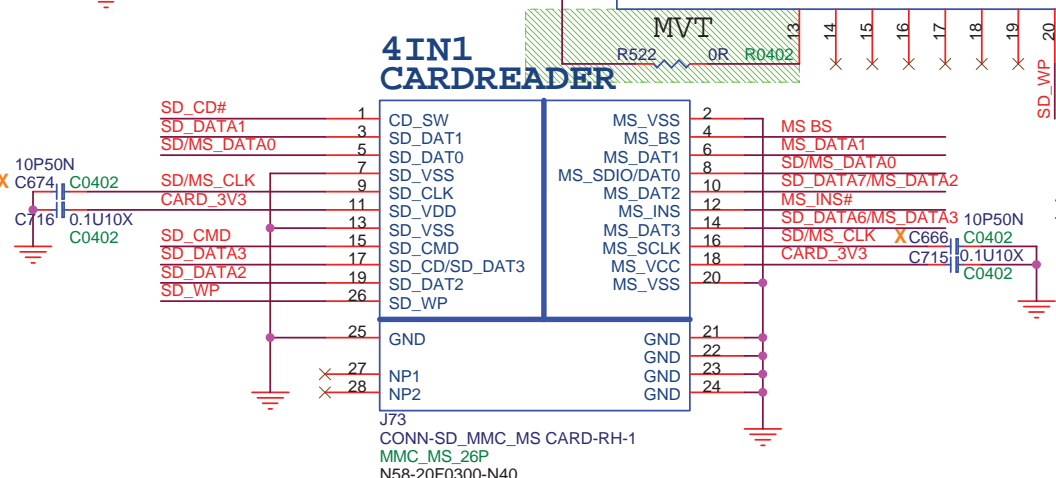 MVT
R522 0R R0402
13
14
15
16
17
18
19
20
SD_WP
4IN1
CARDREADER
SD_CD# 1 CD_SW MS_VSS 2
SD_DATA1 3 SD_DAT1 MS_BS 4 MS BS
SD/MS_DATA0 5 SD_DAT0 MS_DAT1 6 MS_DATA1
7 SD_VSS MS_SDIO/DAT0 8 SD/MS_DATA0
10P50N
X C674 C0402 SD/MS_CLK 9 SD_CLK MS_DAT2 10 SD_DATA7/MS_DATA2
C716 0.1U10X CARD_3V3 11 SD_VDD MS_INS 12 MS_INS#
C0402
13 SD_VSS MS_DAT3 14 SD_DATA6/MS_DATA3 10P50N
SD_CMD 15 SD_CMD MS_SCLK 16 SD/MS_CLK X C666 C0402
SD_DATA3 17 SD_CD/SD_DAT3 MS_VCC 18 CARD_3V3 C715 0.1U10X
C0402
SD_DATA2 19 SD_DAT2 MS_VSS 20
SD_WP 26 SD_WP
25 GND GND 21
GND 22
27 NP1 GND 23
28 NP2 GND 24
J73
CONN-SD_MMC_MS CARD-RH-1
MMC_MS_26P
N58-20F0300-N40